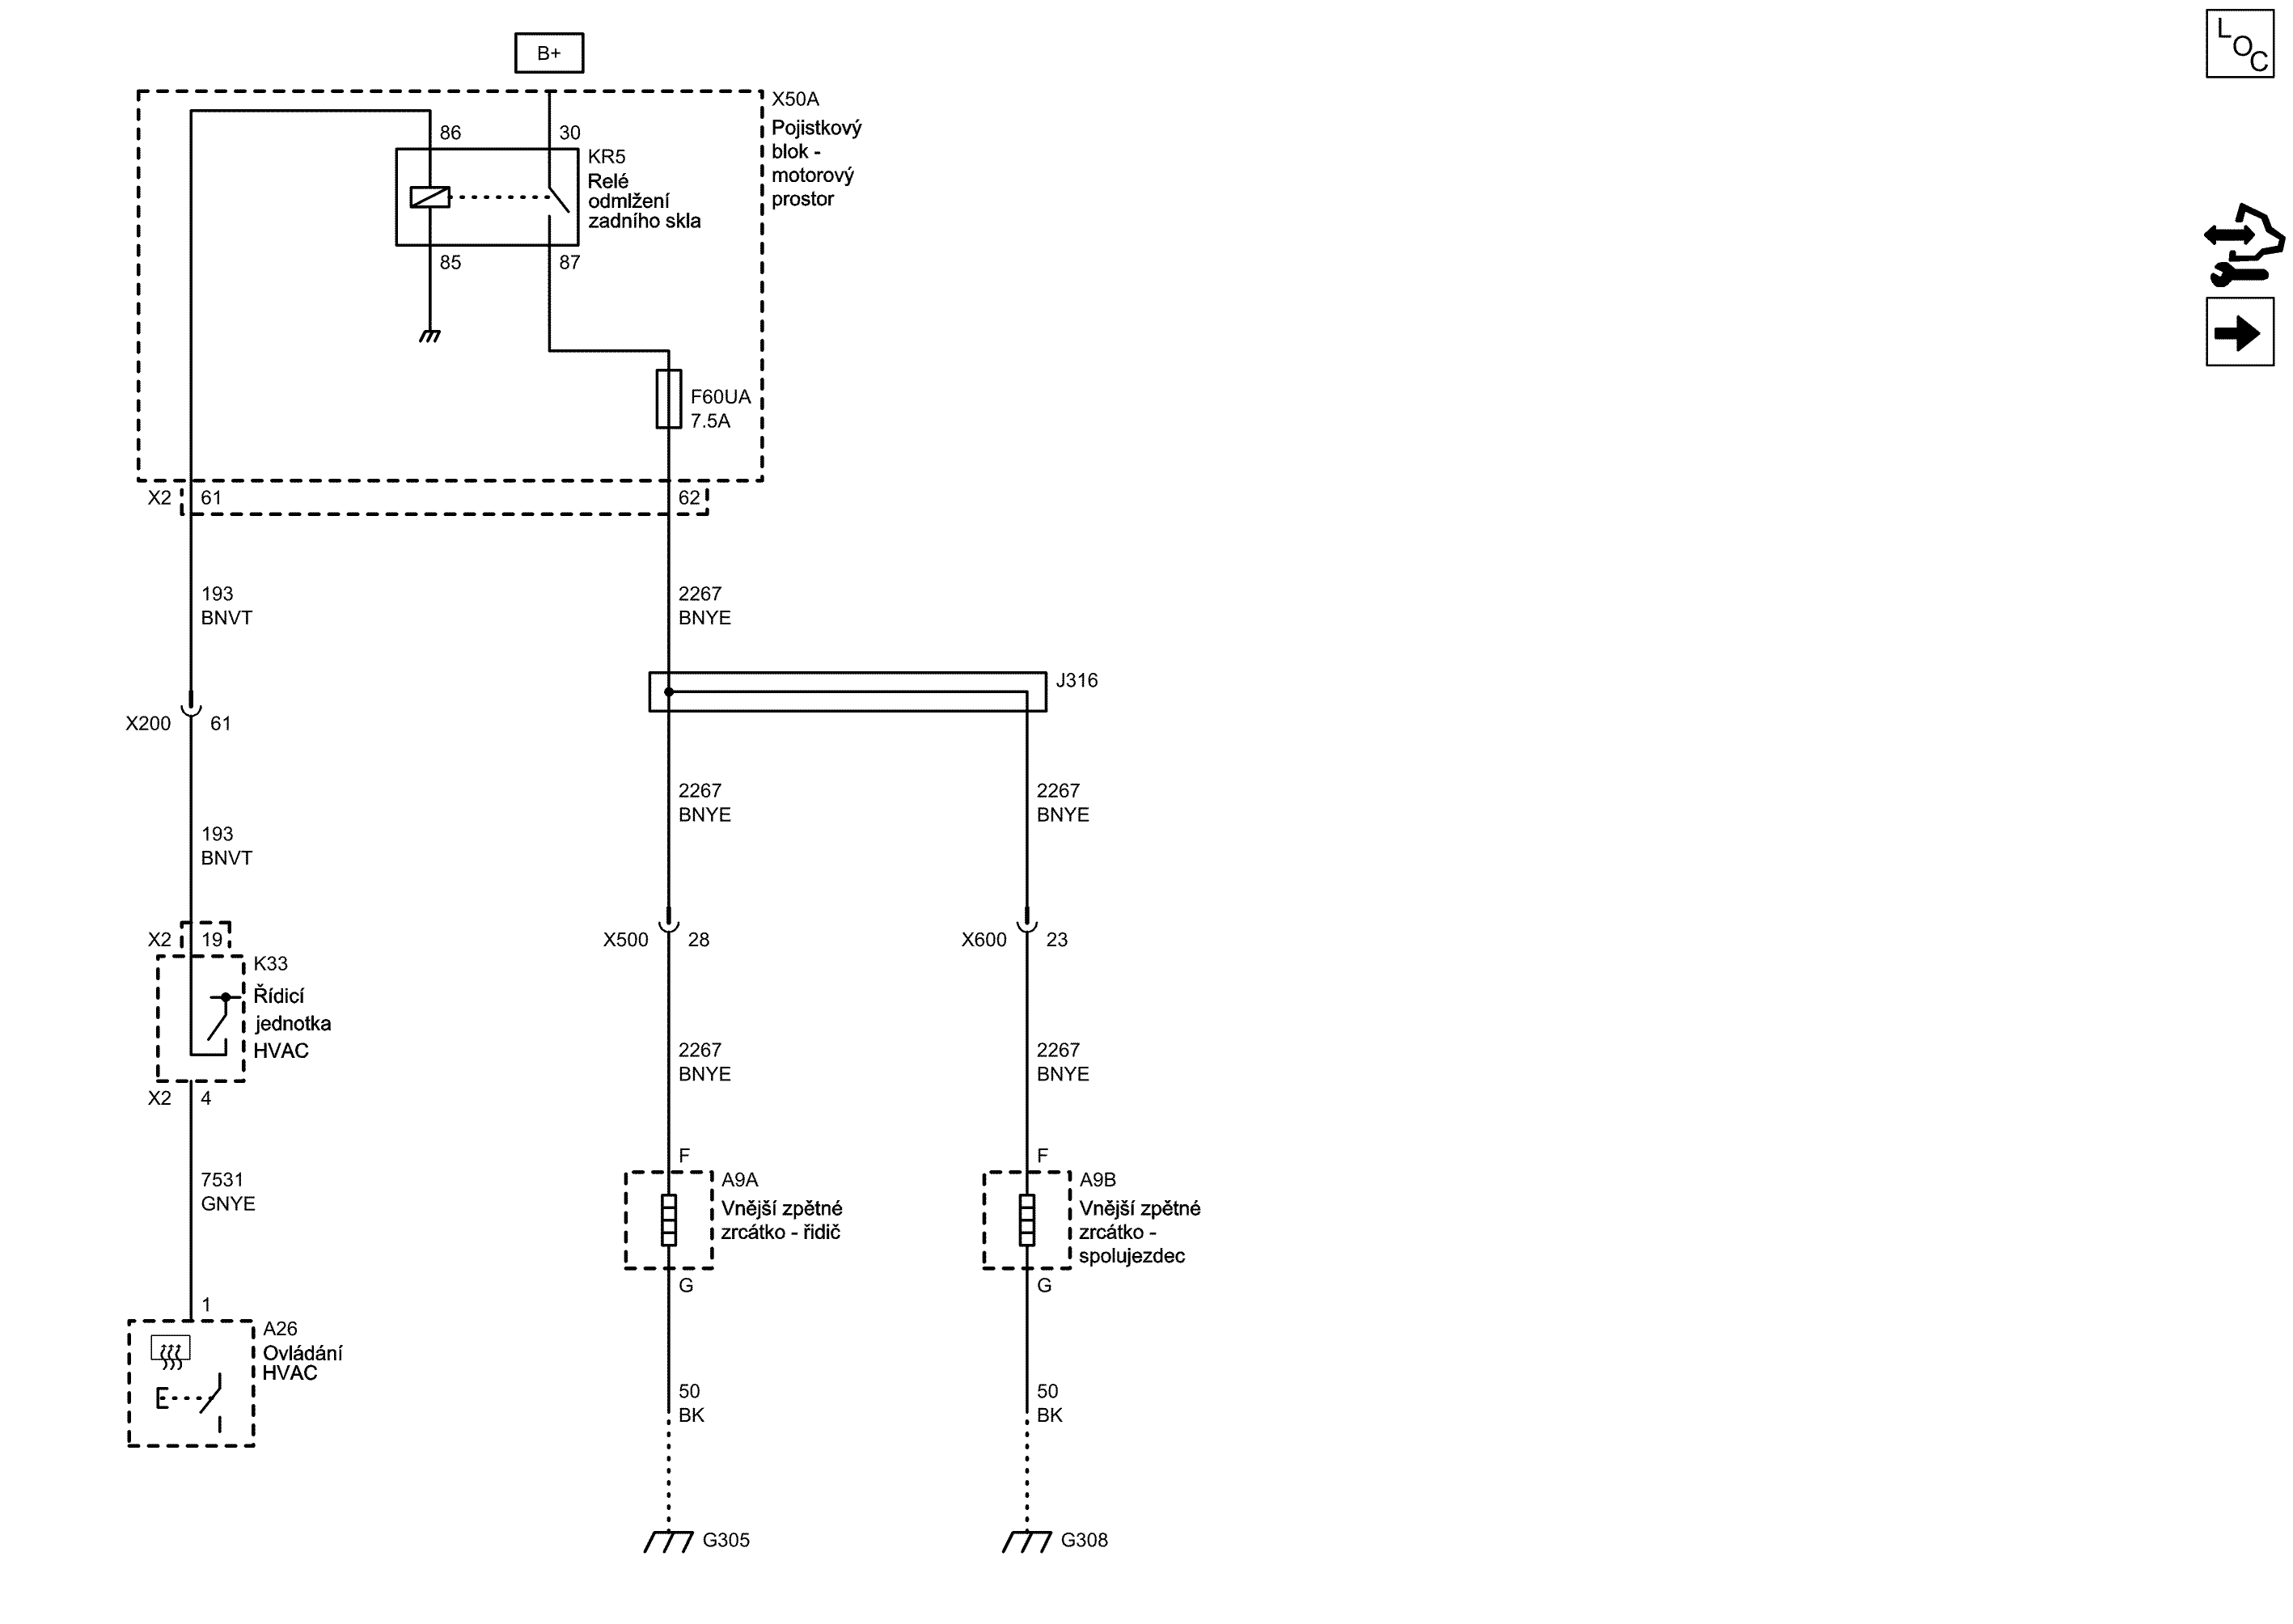 B+
LOC
X50A
Pojistkový
blok -
motorový
prostor
86
30
KR5
Relé
odmlžení
zadního skla
85
87
F60UA
7.5A
X2
61
62
193
BNVT
2267
BNYE
J316
X200
61
2267
BNYE
2267
BNYE
193
BNVT
X2
19
X500
28
X600
23
K33
Řídicí
jednotka
HVAC
2267
BNYE
2267
BNYE
X2
4
F
F
7531
GNYE
A9A
Vnější zpětné
zrcátko - řidič
A9B
Vnější zpětné
zrcátko -
spolujezdec
G
G
1
A26
Ovládání
HVAC
50
BK
50
BK
G305
G308